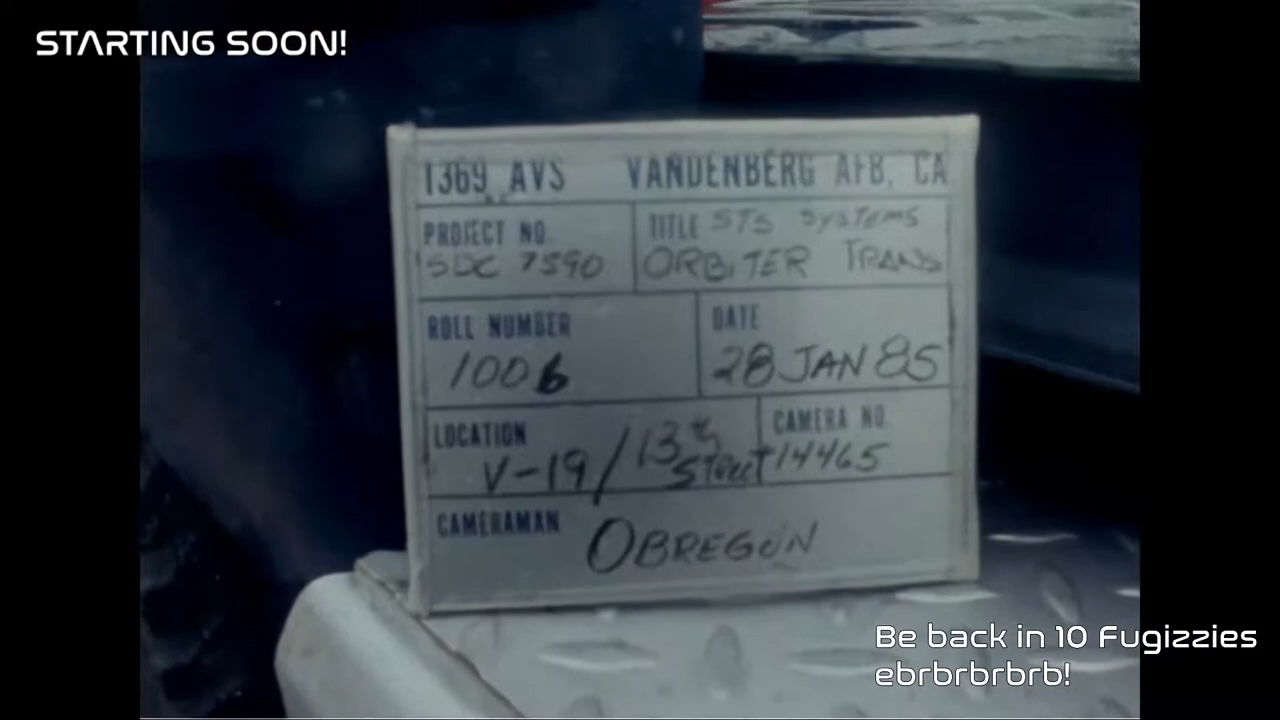 STARTING SOON!
1369 AVS VANDENBERG AFB, CA
PROJECT NO.
SDC 7590
TITLE STS SYSTEMS
ORBITER TRANS
ROLL NUMBER
1006
DATE
28 JAN 85
LOCATION
V-19/13th Street
CAMERA NO.
14465
CAMERAMAN
OBREGON
Be back in 10 Fugizzies
ebrbrbrbrb!